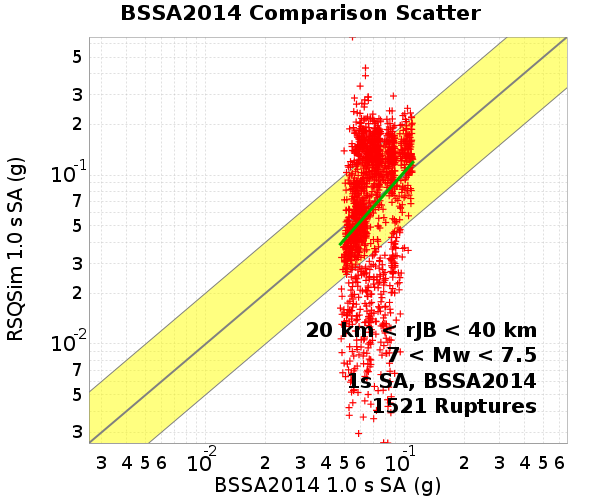 BSSA2014 Comparison Scatter
RSQSim 1.0 s SA (g)
5
3
2
10-1
7
5
3
2
10-2
7
5
3
20 km < rJB < 40 km
7 < Mw < 7.5
1s SA, BSSA2014
1521 Ruptures
3 4 5 6 10-2 2 3 4 5 6 10-1 2 3 4 5 6
BSSA2014 1.0 s SA (g)